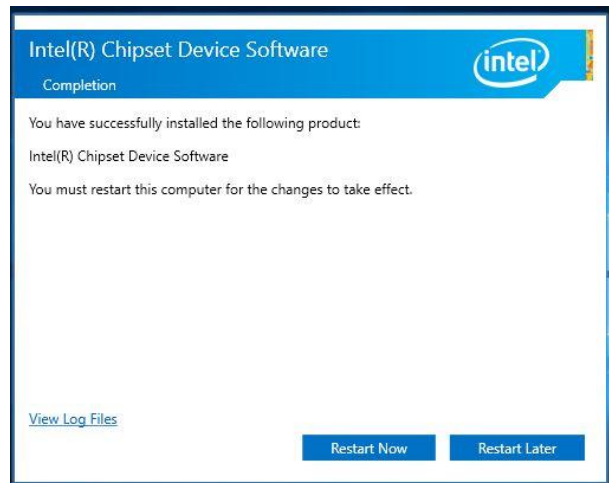 Intel(R) Chipset Device Software
intel
Completion
You have successfully installed the following product:
Intel(R) Chipset Device Software
You must restart this computer for the changes to take effect.
View Log Files
Restart Now
Restart Later